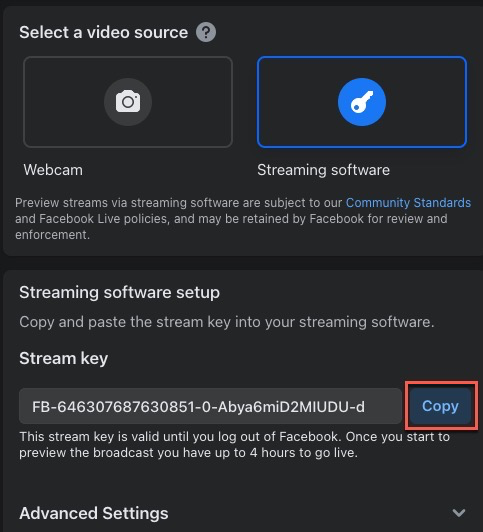 Select a video source ?
Webcam
Streaming software
Preview streams via streaming software are subject to our Community Standards
and Facebook Live policies, and may be retained by Facebook for review and
enforcement.
Streaming software setup
Copy and paste the stream key into your streaming software.
Stream key
FB-646307687630851-0-Abya6miD2MIUDU-d
Copy
This stream key is valid until you log out of Facebook. Once you start to
preview the broadcast you have up to 4 hours to go live.
Advanced Settings